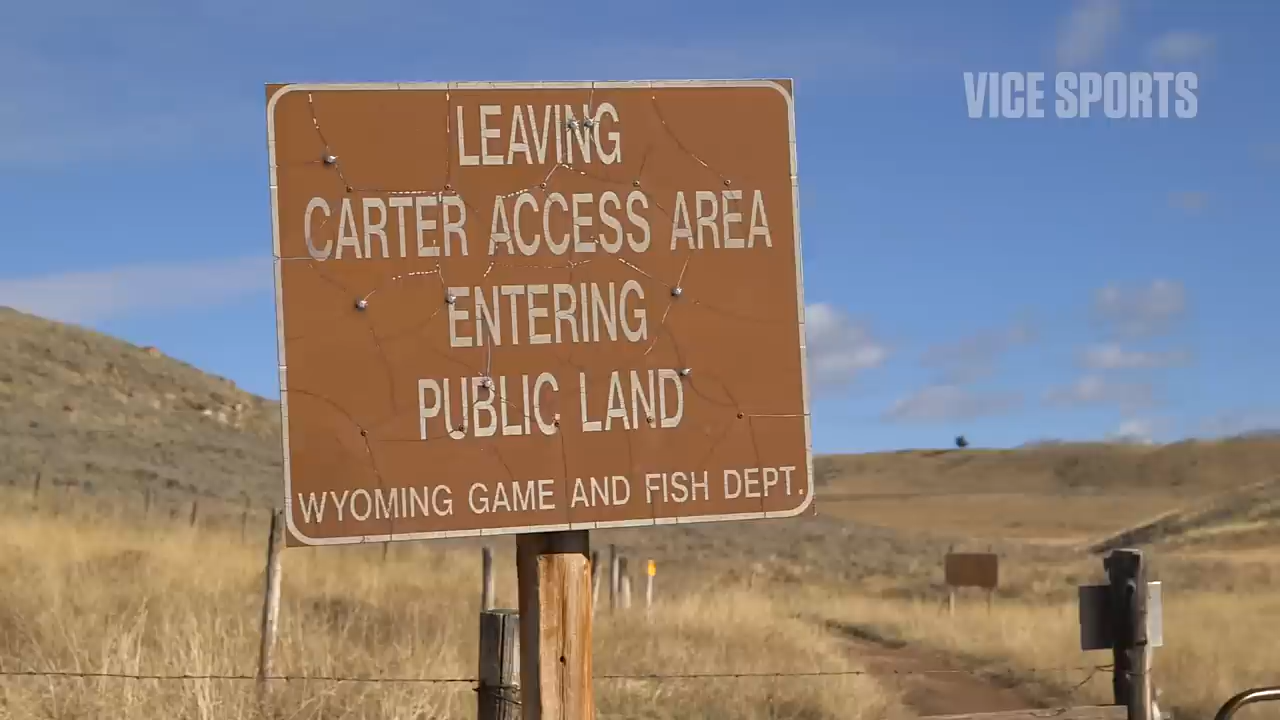 VICE SPORTS
LEAVING
CARTER ACCESS AREA
ENTERING
PUBLIC LAND
WYOMING GAME AND FISH DEPT.